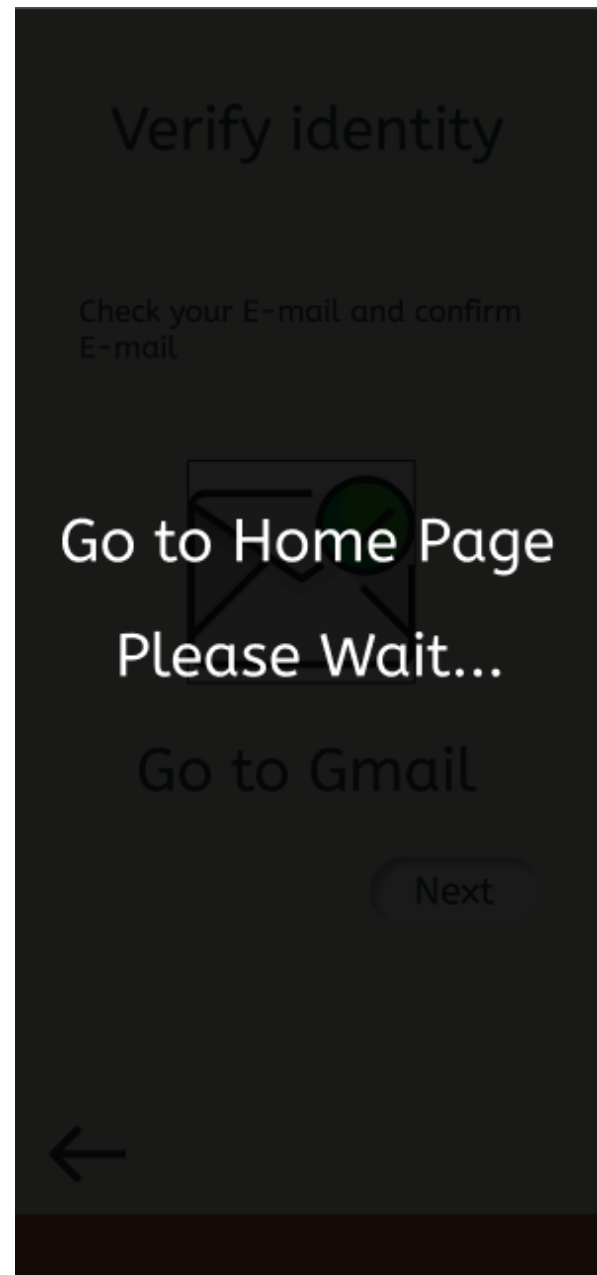 Verify identity
Check your E-mail and confirm
E-mail
Go to Home Page
Please Wait...
Go to Gmail
Next